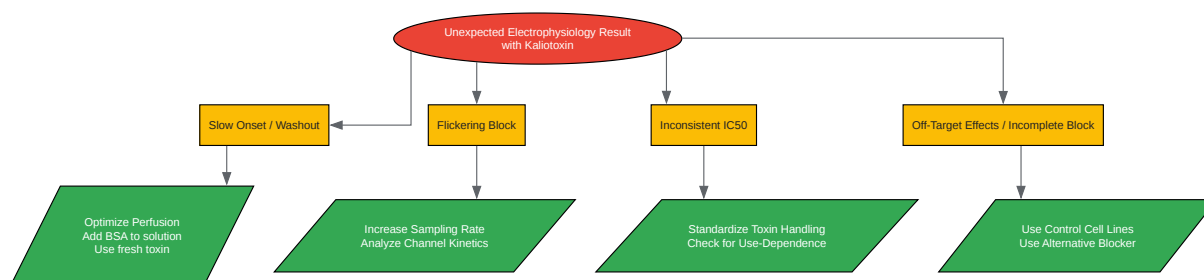 Unexpected Electrophysiology Result
with Kaliotoxin
Slow Onset / Washout
Flickering Block
Inconsistent IC50
Off-Target Effects / Incomplete Block
Optimize Perfusion
Add BSA to solution
Use fresh toxin
Increase Sampling Rate
Analyze Channel Kinetics
Standardize Toxin Handling
Check for Use-Dependence
Use Control Cell Lines
Use Alternative Blocker